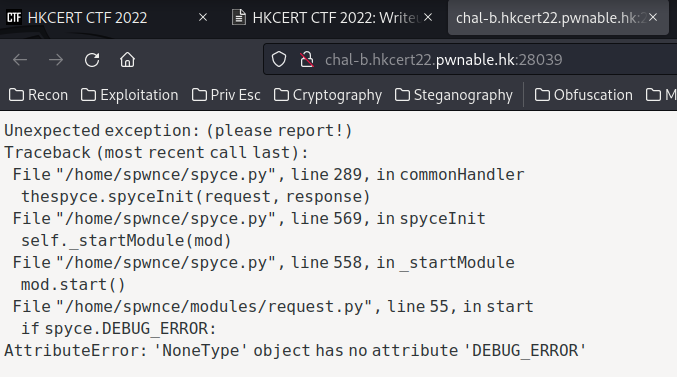 CTF HKCERT CTF 2022
HKCERT CTF 2022: Write
chal-b.hkcert22.pwnable.hk:2
chal-b.hkcert22.pwnable.hk:28039
Recon Exploitation Priv Esc Cryptography Steganography Obfuscation M
Unexpected exception: (please report!)
Traceback (most recent call last):
File "/home/spwnce/spyce.py", line 289, in commonHandler
thespyce.spyceInit(request, response)
File "/home/spwnce/spyce.py", line 569, in spyceInit
self._startModule(mod)
File "/home/spwnce/spyce.py", line 558, in _startModule
mod.start()
File "/home/spwnce/modules/request.py", line 55, in start
if spyce.DEBUG_ERROR:
AttributeError: 'NoneType' object has no attribute 'DEBUG_ERROR'